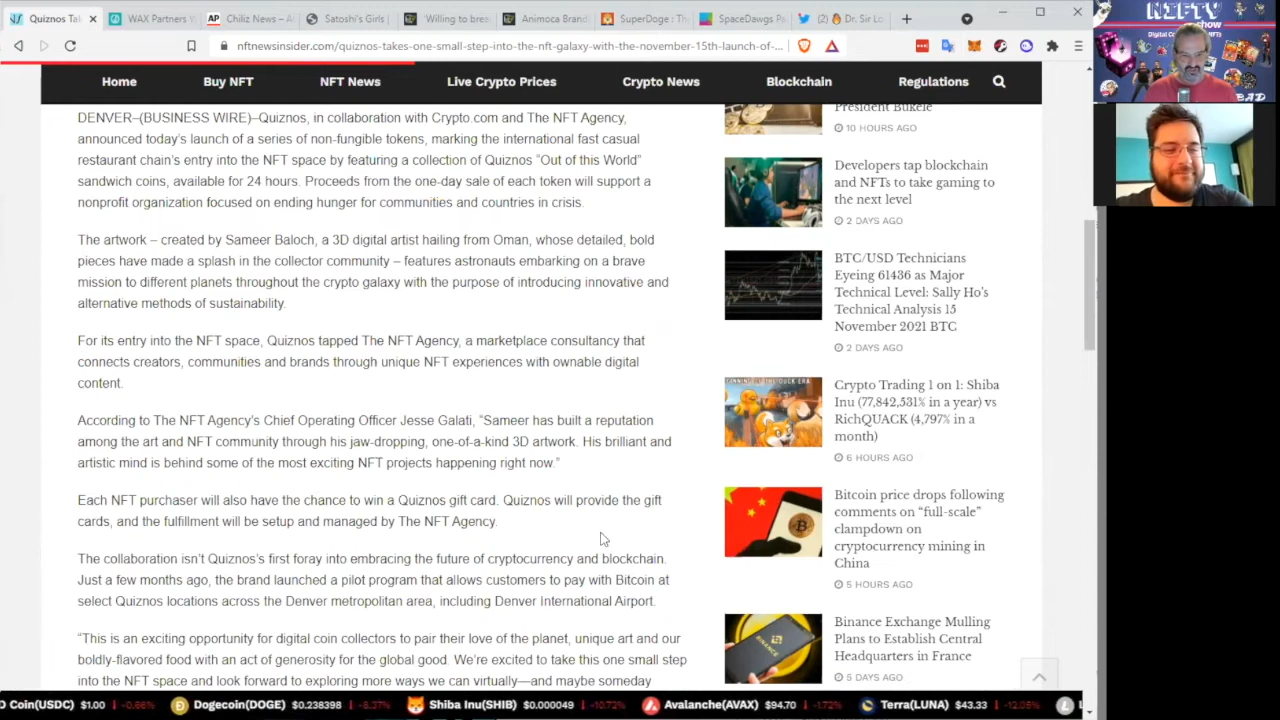 Quiznos Tak
WAX Partners W
Chiliz News – A
Satoshi's Girls
'Willing to brea
Animoca Brand
SuperDoge : Th
SpaceDawgs Pa
(2) Dr. Sir Lo
nftnewsinsider.com/quiznos-takes-one-small-step-into-the-nft-galaxy-with-the-november-15th-launch-of-...
Home Buy NFT NFT News Live Crypto Prices Crypto News Blockchain Regulations
DENVER–(BUSINESS WIRE)–Quiznos, in collaboration with Crypto.com and The NFT Agency,
announced today's launch of a series of non-fungible tokens, marking the international fast casual
restaurant chain's entry into the NFT space by featuring a collection of Quiznos "Out of this World"
sandwich coins, available for 24 hours. Proceeds from the one-day sale of each token will support a
nonprofit organization focused on ending hunger for communities and countries in crisis.
The artwork – created by Sameer Baloch, a 3D digital artist hailing from Oman, whose detailed, bold
pieces have made a splash in the collector community – features astronauts embarking on a brave
mission to different planets throughout the crypto galaxy with the purpose of introducing innovative and
alternative methods of sustainability.
For its entry into the NFT space, Quiznos tapped The NFT Agency, a marketplace consultancy that
connects creators, communities and brands through unique NFT experiences with ownable digital
content.
According to The NFT Agency's Chief Operating Officer Jesse Galati, "Sameer has built a reputation
among the art and NFT community through his jaw-dropping, one-of-a-kind 3D artwork. His brilliant and
artistic mind is behind some of the most exciting NFT projects happening right now."
Each NFT purchaser will also have the chance to win a Quiznos gift card. Quiznos will provide the gift
cards, and the fulfillment will be setup and managed by The NFT Agency.
The collaboration isn't Quiznos's first foray into embracing the future of cryptocurrency and blockchain.
Just a few months ago, the brand launched a pilot program that allows customers to pay with Bitcoin at
select Quiznos locations across the Denver metropolitan area, including Denver International Airport.
"This is an exciting opportunity for digital coin collectors to pair their love of the planet, unique art and our
boldly-flavored food with an act of generosity for the global good. We're excited to take this one small step
into the NFT space and look forward to exploring more ways we can virtually—and maybe someday
President Bukele
10 HOURS AGO
Developers tap blockchain
and NFTs to take gaming to
the next level
2 DAYS AGO
BTC/USD Technicians
Eyeing 61436 as Major
Technical Level: Sally Ho's
Technical Analysis 15
November 2021 BTC
2 DAYS AGO
Crypto Trading 1 on 1: Shiba
Inu (77,842,531% in a year) vs
RichQUACK (4,797% in a
month)
6 HOURS AGO
Bitcoin price drops following
comments on "full-scale"
clampdown on
cryptocurrency mining in
China
5 HOURS AGO
Binance Exchange Mulling
Plans to Establish Central
Headquarters in France
5 DAYS AGO
NIFTY
show
BAD
BINANCE
D Coin(USDC) $1.00 -0.86% Dogecoin(DOGE) $0.238398 -8.37% Shiba Inu(SHIB) $0.000049 -10.72% Avalanche(AVAX) $94.70 -1.72% Terra(LUNA) $43.33 -12.05%